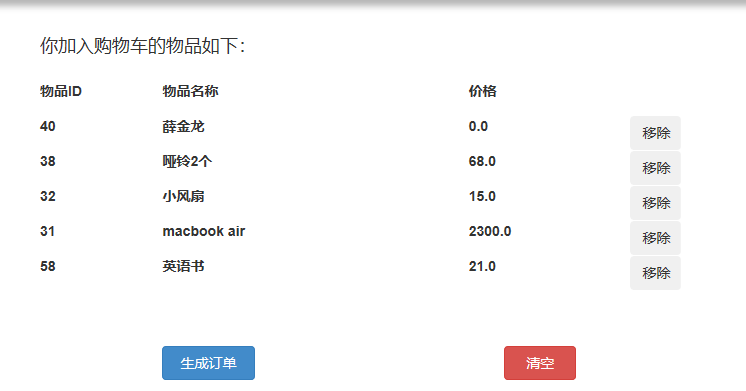 你加入购物车的物品如下：
物品ID 物品名称 价格
40 薛金龙 0.0 移除
38 哑铃2个 68.0 移除
32 小风扇 15.0 移除
31 macbook air 2300.0 移除
58 英语书 21.0 移除
生成订单 清空